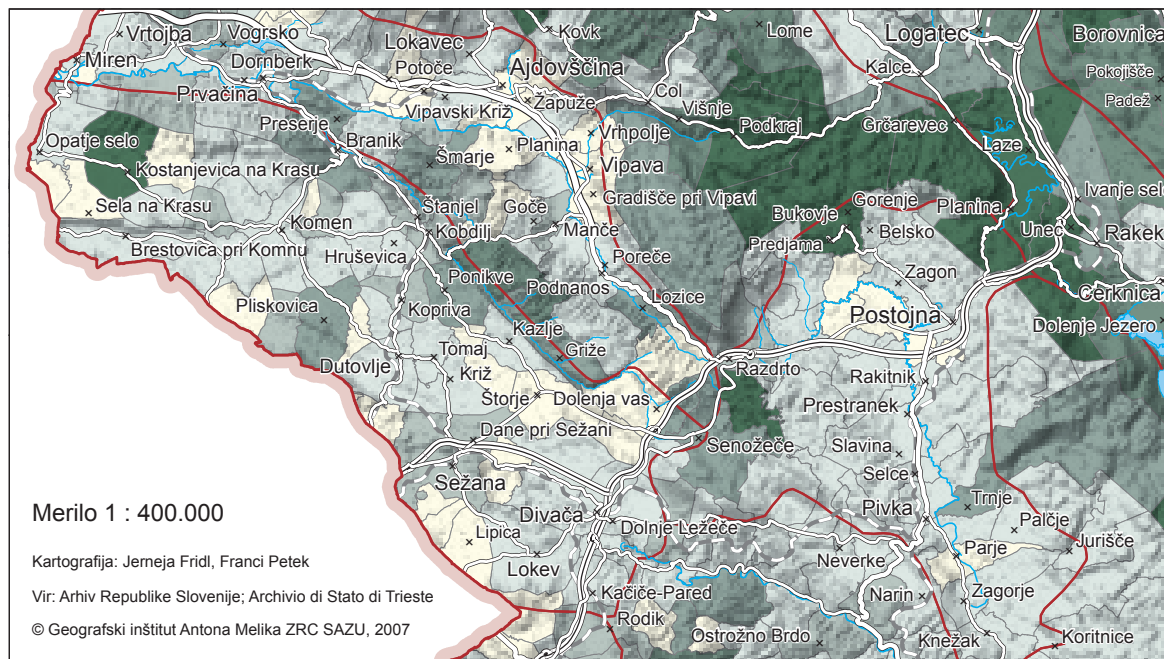 Vrtojba
Vogrsko
Lokavec
Kovk
Lome
Logatec
Borovnica
Miren
Dornberk
Potoče
Ajdovščina
Kalce
Pokojišče
Prvačina
Vipavski Križ
Žapuže
Col
Višnje
Padež
Preserje
Vrhpolje
Podkraj
Grčarevec
Opatje selo
Branik
Šmarje
Planina
Laze
Kostanjevica na Krasu
Vipava
Ivanje selo
Sela na Krasu
Štanjel
Goče
Gradišče pri Vipavi
Bukovje
Gorenje
Planina
Komen
Kobdilj
Manče
Belsko
Unec
Rakek
Brestovica pri Komnu
Hruševica
Predjama
Poreče
Ponikve
Podnanos
Zagon
Cerknica
Pliskovica
Kopriva
Lozice
Postojna
Dolenje Jezero
Kazlje
Dutovlje
Tomaj
Griže
Razdrto
Križ
Rakitnik
Štorje
Dolenja vas
Prestranek
Dane pri Sežani
Senožeče
Slavina
Sežana
Selce
Merilo 1 : 400.000
Divača
Trnje
Lipica
Dolnje Ležeče
Pivka
Palčje
Jurišče
Kartografija: Jerneja Fridl, Franci Petek
Lokev
Neverke
Parje
Vir: Arhiv Republike Slovenije; Archivio di Stato di Trieste
Kačiče-Pared
Narin
Zagorje
© Geografski inštitut Antona Melika ZRC SAZU, 2007
Rodik
Ostrožno Brdo
Knežak
Koritnice